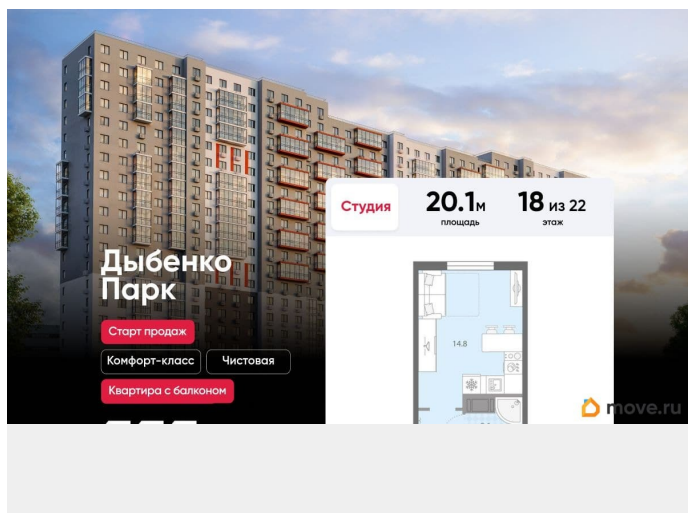 Студия
20.1м
площадь
18 из 22
этаж
Дыбенко
Парк
Старт продаж
Комфорт-класс
Чистовая
Квартира с балконом
14.8
move.ru